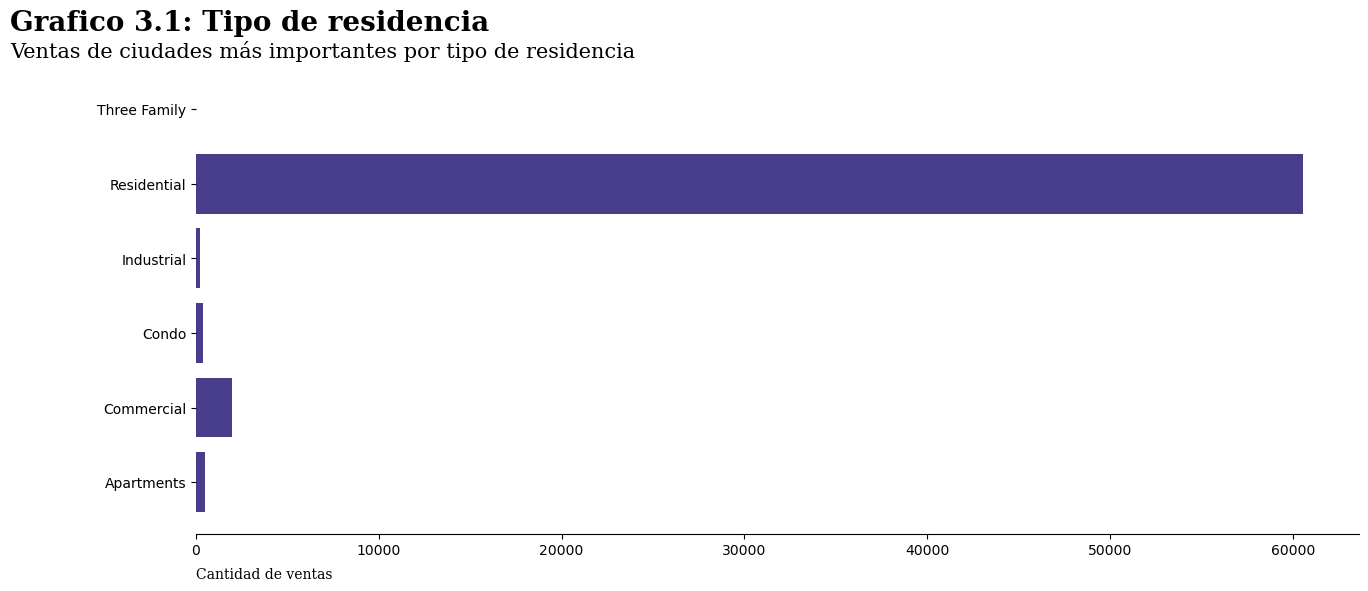 Grafico 3.1: Tipo de residencia
Ventas de ciudades más importantes por tipo de residencia
Three Family
Residential
Industrial
Condo
Commercial
Apartments
0 10000 20000 30000 40000 50000 60000
Cantidad de ventas